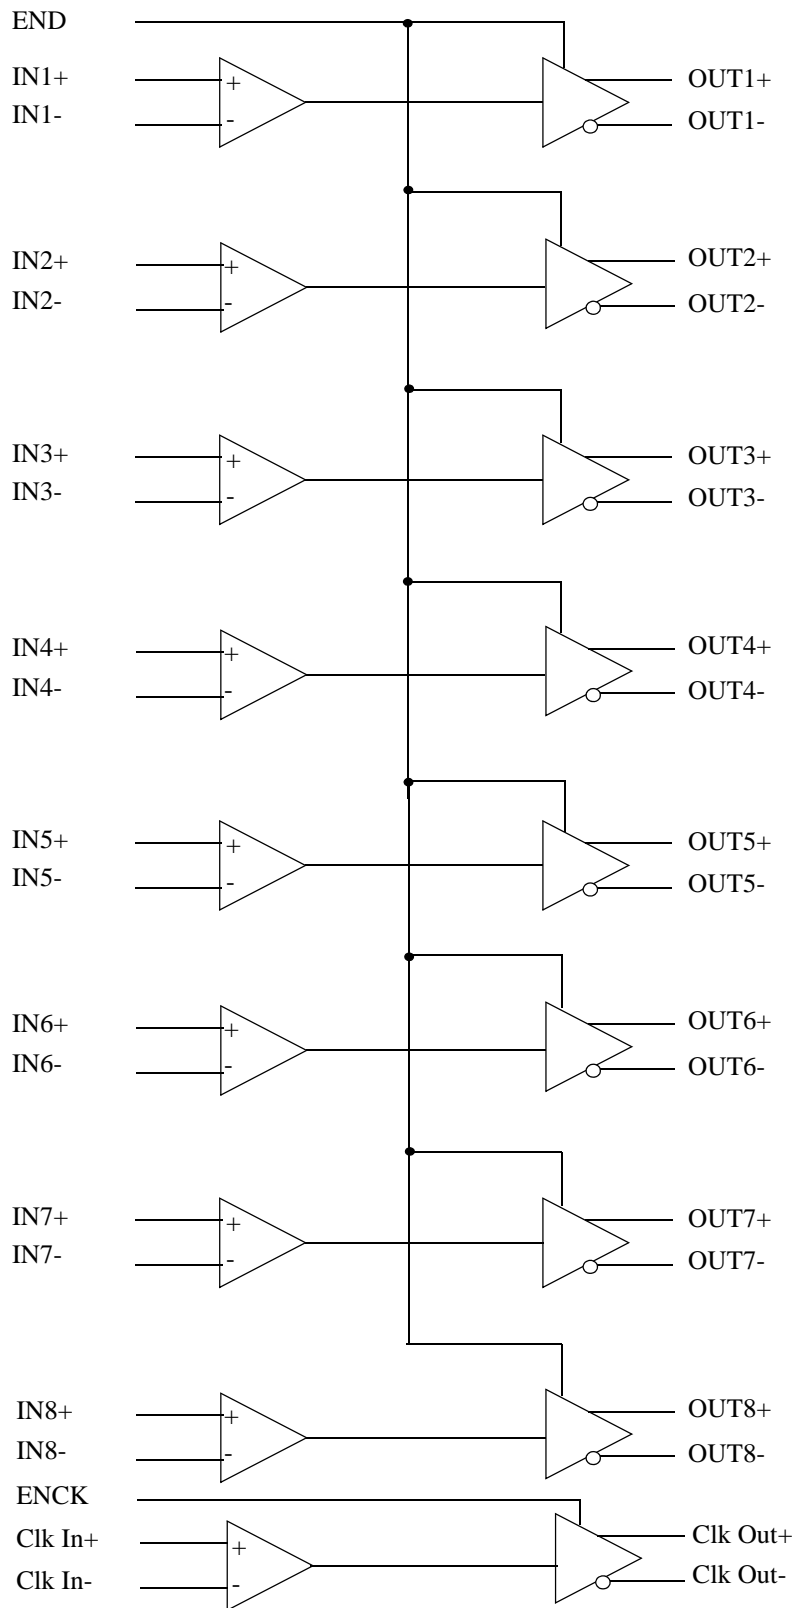 END
IN1+
IN1-
+
-
OUT1+
OUT1-
IN2+
IN2-
+
-
OUT2+
OUT2-
IN3+
IN3-
+
-
OUT3+
OUT3-
IN4+
IN4-
+
-
OUT4+
OUT4-
IN5+
IN5-
+
-
OUT5+
OUT5-
IN6+
IN6-
+
-
OUT6+
OUT6-
IN7+
IN7-
+
-
OUT7+
OUT7-
IN8+
IN8-
+
-
OUT8+
OUT8-
ENCK
Clk In+
Clk In-
+
-
Clk Out+
Clk Out-